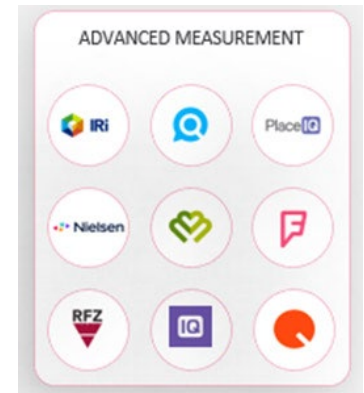 ADVANCED MEASUREMENT
IRi
PlaceIQ
Nielsen
RFZ
IQ